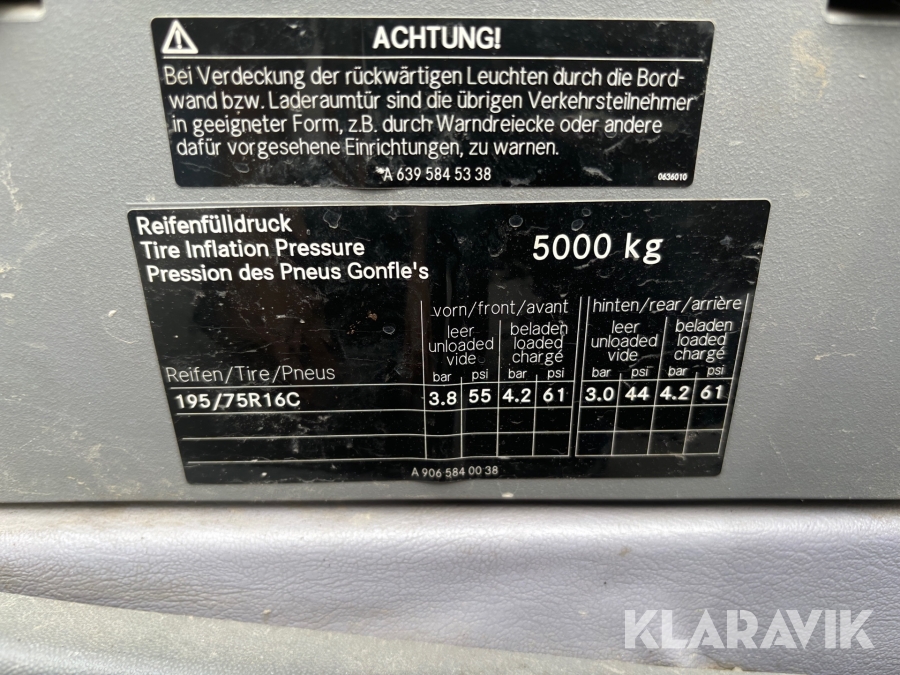 ACHTUNG!
Bei Verdeckung der rückwärtigen Leuchten durch die Bord-
wand bzw. Laderaumtür sind die übrigen Verkehrsteilnehmer
in geeigneter Form, z.B. durch Warndreiecke oder andere
dafür vorgesehene Einrichtungen, zu warnen.
A 639 584 53 38
0636010
Reifenfülldruck
Tire Inflation Pressure
Pression des Pneus Gonfle's
5000 kg
vorn/front/avant hinten/rear/arrière
leer beladen leer beladen
unloaded loaded unloaded loaded
vide chargé vide chargé
Reifen/Tire/Pneus bar psi bar psi bar psi bar psi
195/75R16C 3.8 55 4.2 61 3.0 44 4.2 61
A 906 584 00 38
KLARAVIK